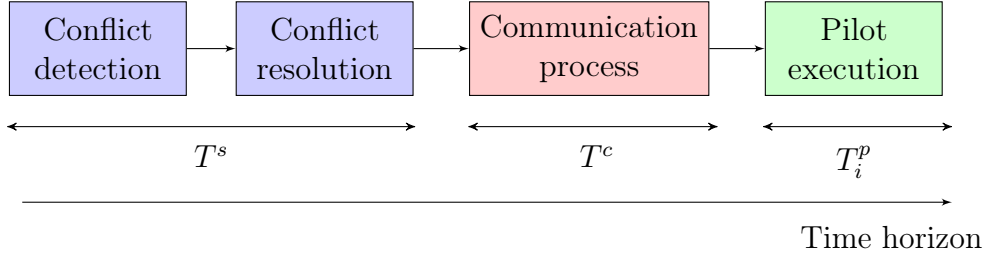 Conflict
detection
Conflict
resolution
Communication
process
Pilot
execution
T^s
T^c
T_i^p
Time horizon